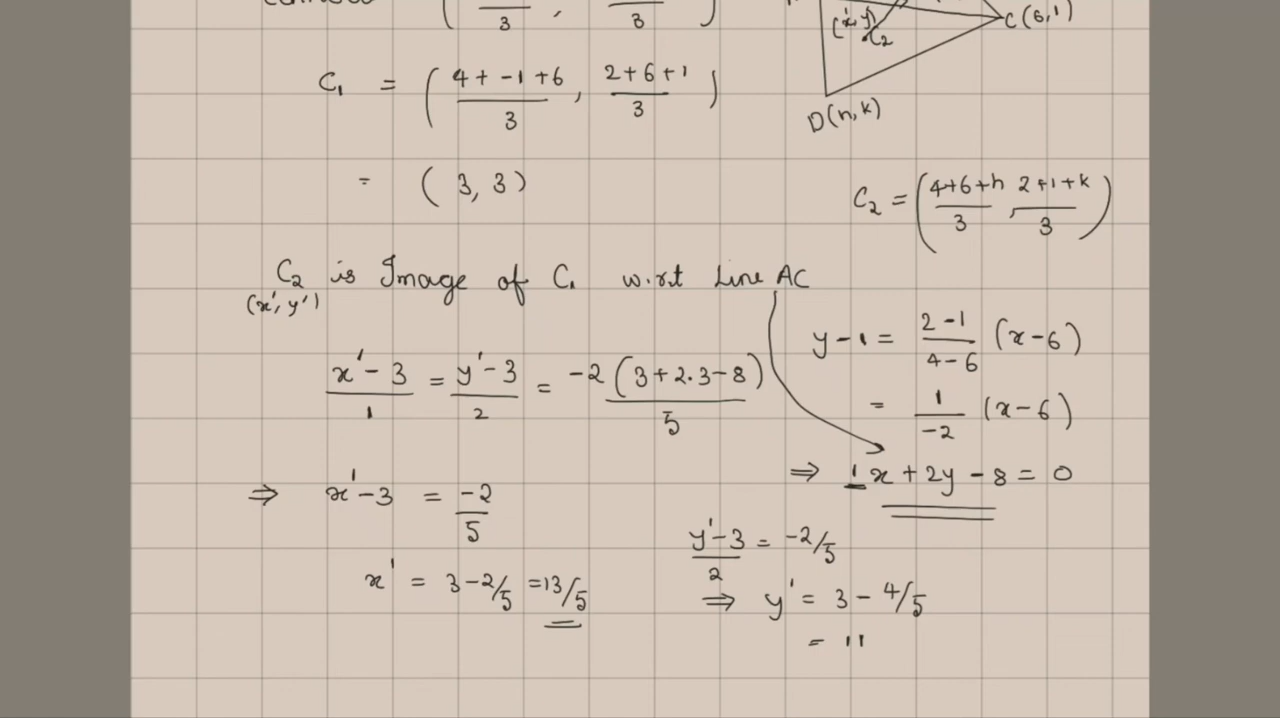 3 , 3
(x', y') C2
C(6,1)
C₁ = ( 4 + -1 + 6 / 3 , 2+6+1 / 3 )
D(h, k)
= ( 3, 3 )
C₂ = ( 4+6+h / 3 , 2+1+k / 3 )
C₂ is Image of C₁ w.r.t Line AC
(x', y')
y - 1 = 2 - 1 / 4 - 6 (x - 6)
x' - 3 / 1 = y' - 3 / 2 = -2 ( 3 + 2.3 - 8 ) / 5
= 1 / -2 (x - 6)
⇒ 1x + 2y - 8 = 0
⇒ x' - 3 = -2 / 5
y' - 3 / 2 = -2/5
x' = 3 - 2/5 = 13/5
⇒ y' = 3 - 4/5
= 11